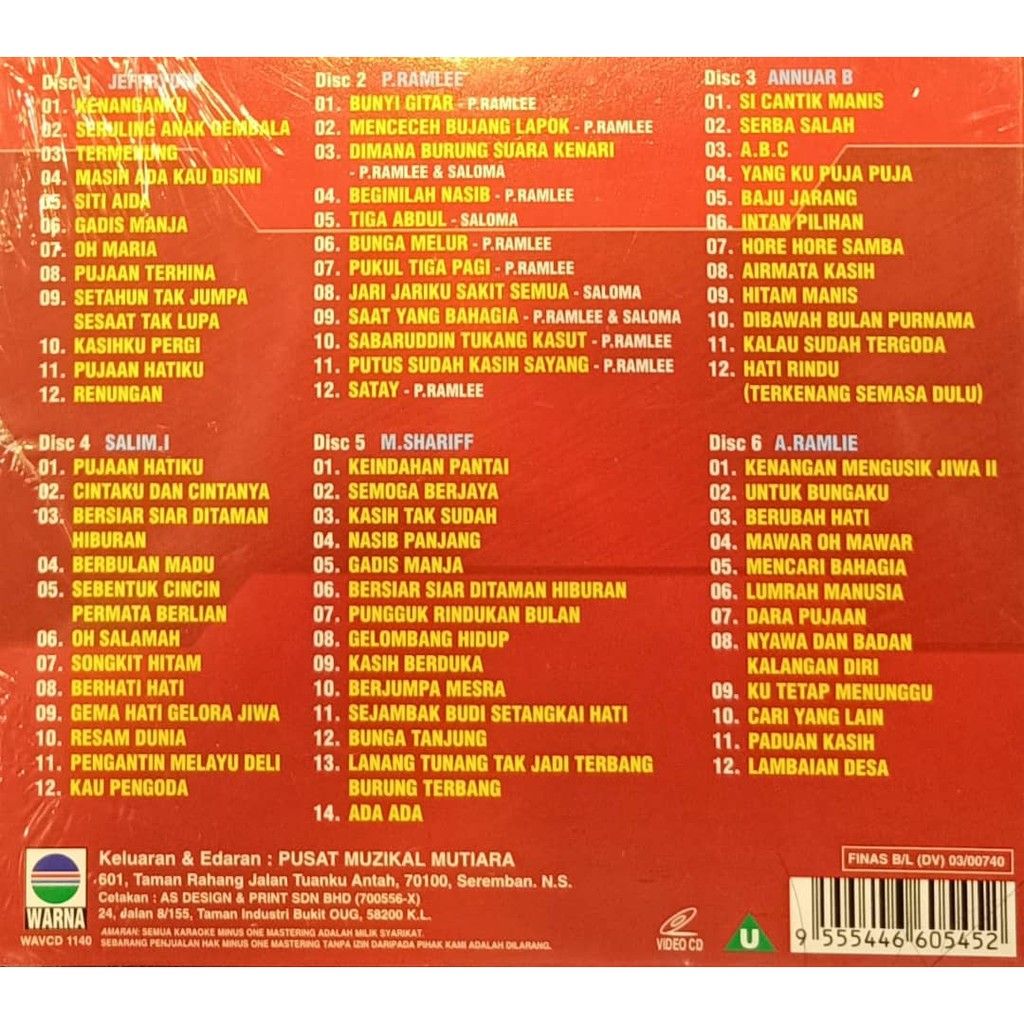 Disc 1 JEFFRYDIN
01. KENANGANKU
02. SERULING ANAK GEMBALA
03. TERMENUNG
04. MASIH ADA KAU DISINI
05. SITI AIDA
06. GADIS MANJA
07. OH MARIA
08. PUJAAN TERHINA
09. SETAHUN TAK JUMPA
SESAAT TAK LUPA
10. KASIHKU PERGI
11. PUJAAN HATIKU
12. RENUNGAN
Disc 2 P.RAMLEE
01. BUNYI GITAR - P.RAMLEE
02. MENCECEH BUJANG LAPOK - P.RAMLEE
03. DIMANA BURUNG SUARA KENARI
- P.RAMLEE & SALOMA
04. BEGINILAH NASIB - P.RAMLEE
05. TIGA ABDUL - SALOMA
06. BUNGA MELUR - P.RAMLEE
07. PUKUL TIGA PAGI - P.RAMLEE
08. JARI JARIKU SAKIT SEMUA - SALOMA
09. SAAT YANG BAHAGIA - P.RAMLEE & SALOMA
10. SABARUDDIN TUKANG KASUT - P.RAMLEE
11. PUTUS SUDAH KASIH SAYANG - P.RAMLEE
12. SATAY - P.RAMLEE
Disc 3 ANNUAR B
01. SI CANTIK MANIS
02. SERBA SALAH
03. A.B.C
04. YANG KU PUJA PUJA
05. BAJU JARANG
06. INTAN PILIHAN
07. HORE HORE SAMBA
08. AIRMATA KASIH
09. HITAM MANIS
10. DIBAWAH BULAN PURNAMA
11. KALAU SUDAH TERGODA
12. HATI RINDU
(TERKENANG SEMASA DULU)
Disc 4 SALIM.I
01. PUJAAN HATIKU
02. CINTAKU DAN CINTANYA
03. BERSIAR SIAR DITAMAN
HIBURAN
04. BERBULAN MADU
05. SEBENTUK CINCIN
PERMATA BERLIAN
06. OH SALAMAH
07. SONGKIT HITAM
08. BERHATI HATI
09. GEMA HATI GELORA JIWA
10. RESAM DUNIA
11. PENGANTIN MELAYU DELI
12. KAU PENGODA
Disc 5 M.SHARIFF
01. KEINDAHAN PANTAI
02. SEMOGA BERJAYA
03. KASIH TAK SUDAH
04. NASIB PANJANG
05. GADIS MANJA
06. BERSIAR SIAR DITAMAN HIBURAN
07. PUNGGUK RINDUKAN BULAN
08. GELOMBANG HIDUP
09. KASIH BERDUKA
10. BERJUMPA MESRA
11. SEJAMBAK BUDI SETANGKAI HATI
12. BUNGA TANJUNG
13. LANANG TUNANG TAK JADI TERBANG
BURUNG TERBANG
14. ADA ADA
Disc 6 A.RAMLIE
01. KENANGAN MENGUSIK JIWA II
02. UNTUK BUNGAKU
03. BERUBAH HATI
04. MAWAR OH MAWAR
05. MENCARI BAHAGIA
06. LUMRAH MANUSIA
07. DARA PUJAAN
08. NYAWA DAN BADAN
KALANGAN DIRI
09. KU TETAP MENUNGGU
10. CARI YANG LAIN
11. PADUAN KASIH
12. LAMBAIAN DESA
WARNA
WAVCD 1140
Keluaran & Edaran : PUSAT MUZIKAL MUTIARA
601, Taman Rahang Jalan Tuanku Antah, 70100, Seremban. N.S.
Cetakan : AS DESIGN & PRINT SDN BHD (700556-X)
24, Jalan 8/155, Taman Industri Bukit OUG, 58200 K.L.
AMARAN: SEMUA KARAOKE MINUS ONE MASTERING ADALAH MILIK SYARIKAT.
SEBARANG PENJUALAN HAK MINUS ONE MASTERING TANPA IZIN DARIPADA PIHAK KAMI ADALAH DILARANG.
VIDEO CD
U
FINAS B/L (DV) 03/00740
9 555446 605452